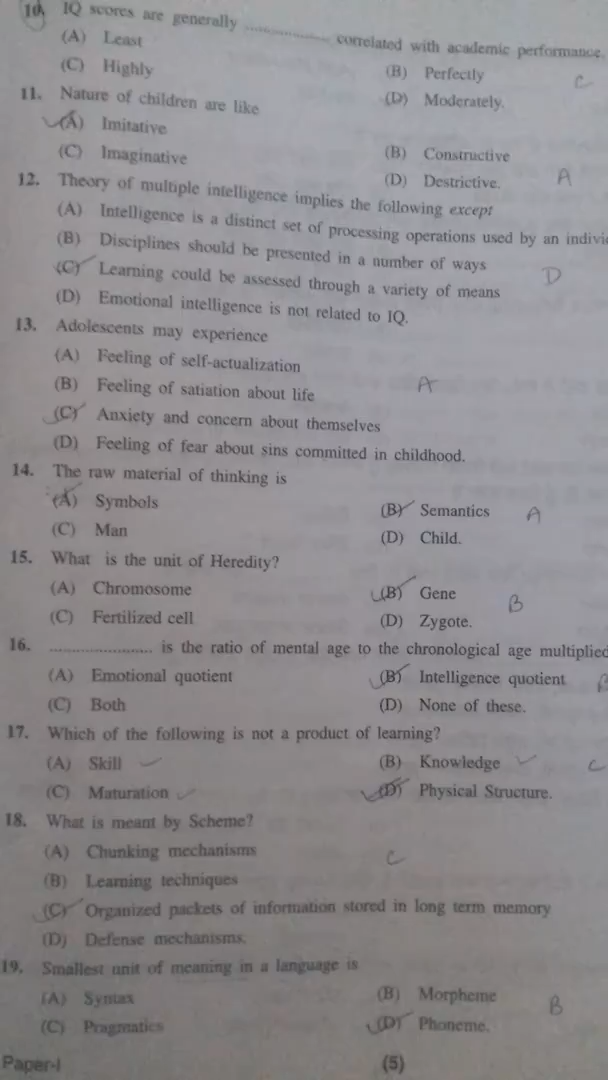 10. IQ scores are generally .................. correlated with academic performance.
(A) Least
(B) Perfectly
(C) Highly
(D) Moderately.
C
11. Nature of children are like
(A) Imitative
(B) Constructive
(C) Imaginative
(D) Destrictive.
A
12. Theory of multiple intelligence implies the following except
(A) Intelligence is a distinct set of processing operations used by an
(B) Disciplines should be presented in a number of ways
(C) Learning could be assessed through a variety of means
D
(D) Emotional intelligence is not related to IQ.
13. Adolescents may experience
(A) Feeling of self-actualization
(B) Feeling of satiation about life
A
(C) Anxiety and concern about themselves
(D) Feeling of fear about sins committed in childhood.
14. The raw material of thinking is
(A) Symbols
(B) Semantics
A
(C) Man
(D) Child.
15. What is the unit of Heredity?
(A) Chromosome
(B) Gene
B
(C) Fertilized cell
(D) Zygote.
16. ...................... is the ratio of mental age to the chronological age multiplied
(A) Emotional quotient
(B) Intelligence quotient
(C) Both
(D) None of these.
17. Which of the following is not a product of learning?
(A) Skill
(B) Knowledge
C
(C) Maturation
(D) Physical Structure.
18. What is meant by Scheme?
(A) Chunking mechanisms
C
(B) Learning techniques
(C) Organized packets of information stored in long term memory
(D) Defense mechanisms.
19. Smallest unit of meaning in a language is
(A) Syntax
(B) Morpheme
B
(C) Pragmatics
(D) Phoneme.
Paper-I
(5)